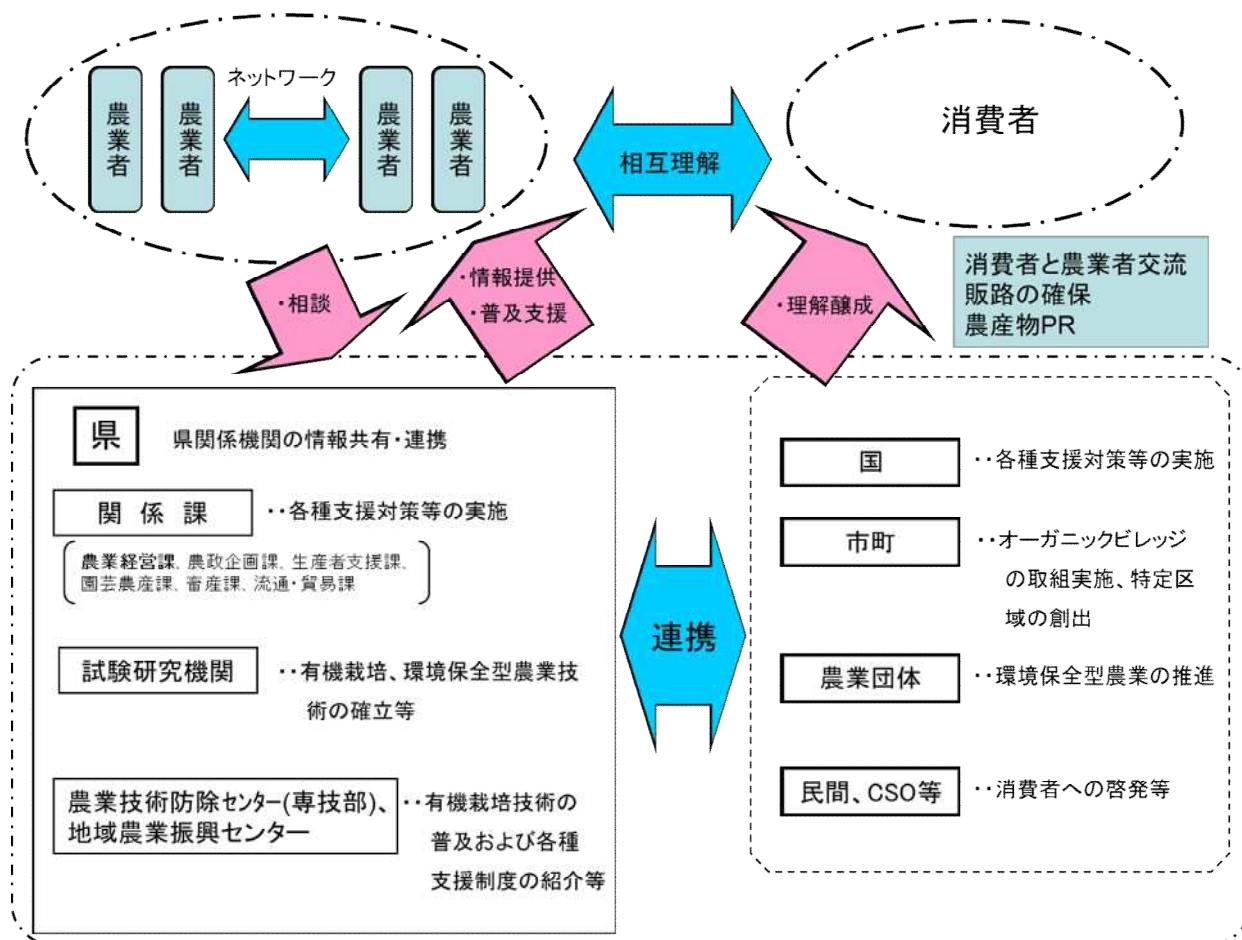 ネットワーク
農業者
農業者
農業者
農業者
相互理解
消費者
・相談
・情報提供
・普及支援
・理解醸成
消費者と農業者交流
販路の確保
農産物PR
県
県関係機関の情報共有・連携
関係課
・・各種支援対策等の実施
農業経営課、農政企画課、生産者支援課、
園芸農産課、畜産課、流通・貿易課
試験研究機関
・・有機栽培、環境保全型農業技
術の確立等
農業技術防除センター(専技部)、
地域農業振興センター
・・有機栽培技術の
普及および各種
支援制度の紹介等
連携
国
・・各種支援対策等の実施
市町
・・オーガニックビレッジ
の取組実施、特定区
域の創出
農業団体
・・環境保全型農業の推進
民間、CSO等
・・消費者への啓発等